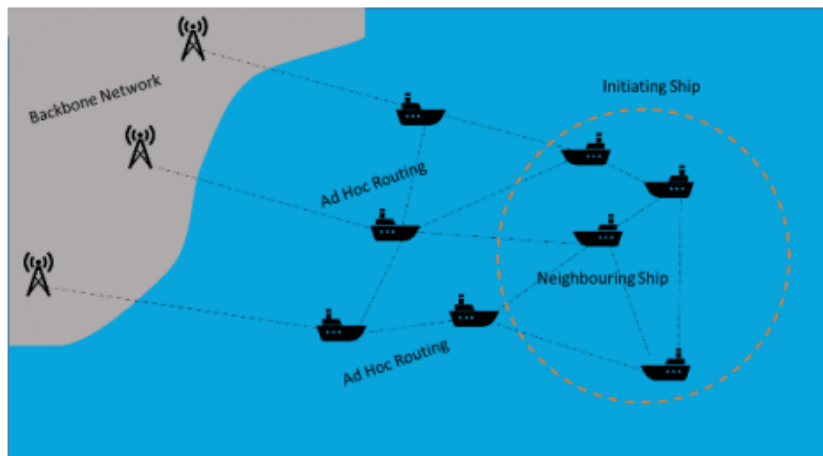 Initiating Ship
Backbone Network
Ad Hoc Routing
Neighbouring Ship
Ad Hoc Routing